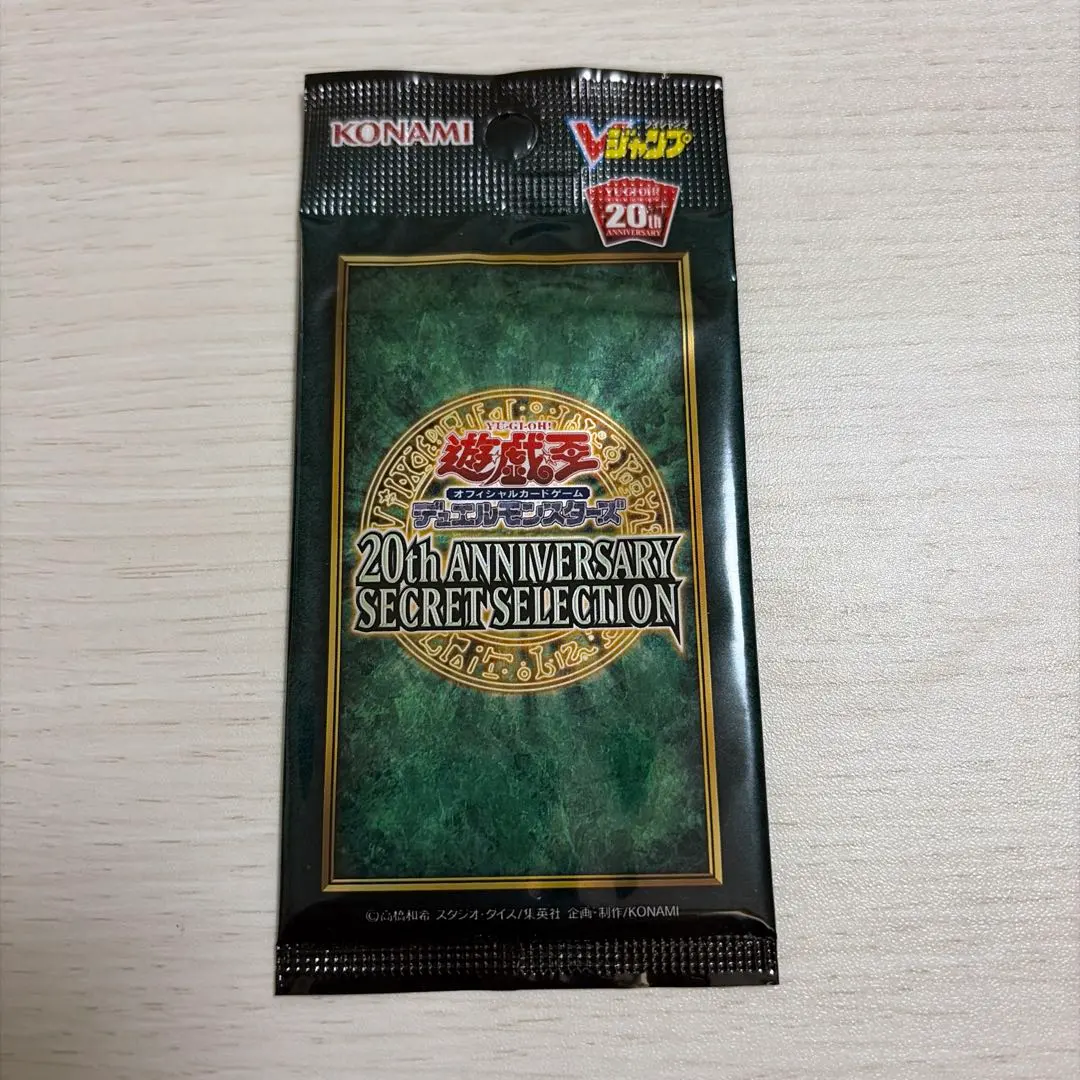 KONAMI
Vジャンプ
YU-GI-OH!
20th
ANNIVERSARY
YU-GI-OH!
遊戯王
オフィシャルカードゲーム
デュエルモンスターズ
20th ANNIVERSARY
SECRET SELECTION
©高橋和希 スタジオ・ダイス/集英社 企画・制作/KONAMI